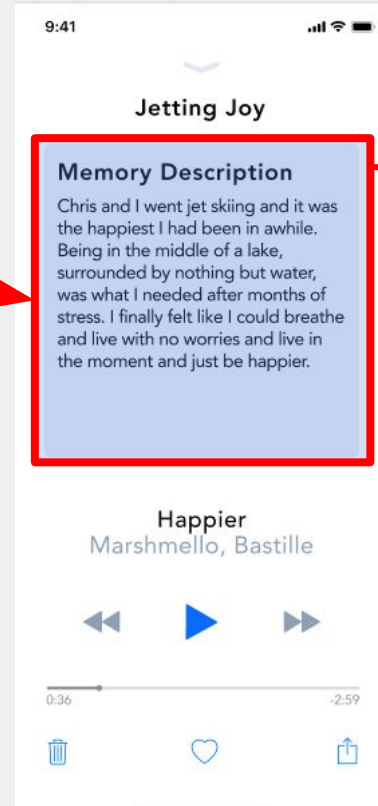 9:41
Jetting Joy
Memory Description
Chris and I went jet skiing and it was
the happiest I had been in awhile.
Being in the middle of a lake,
surrounded by nothing but water,
was what I needed after months of
stress. I finally felt like I could breathe
and live with no worries and live in
the moment and just be happier.
Happier
Marshmello, Bastille
0:36 -2:59